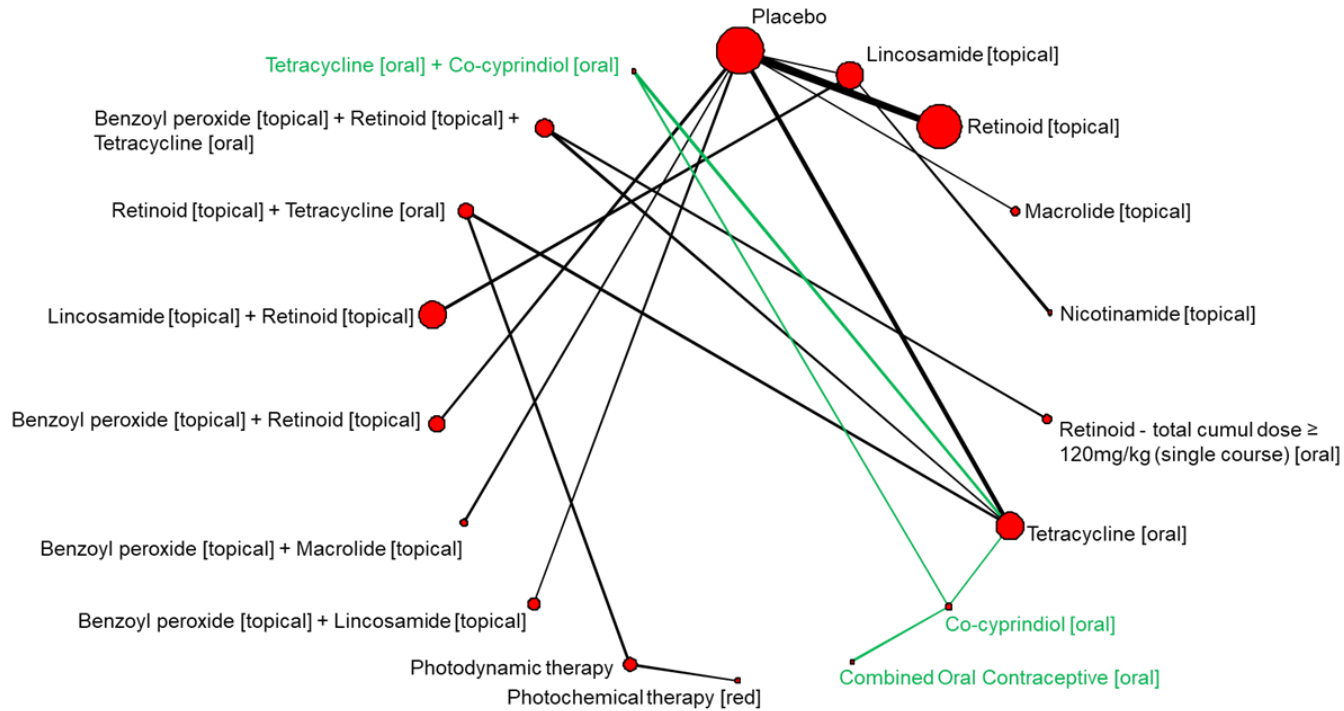 Placebo
Lincosamide [topical]
Tetracycline [oral] + Co-cyprindiol [oral]
Benzoyl peroxide [topical] + Retinoid [topical] +
Tetracycline [oral]
Retinoid [topical]
Retinoid [topical] + Tetracycline [oral]
Macrolide [topical]
Lincosamide [topical] + Retinoid [topical]
Nicotinamide [topical]
Benzoyl peroxide [topical] + Retinoid [topical]
Retinoid - total cumul dose ≥
120mg/kg (single course) [oral]
Tetracycline [oral]
Benzoyl peroxide [topical] + Macrolide [topical]
Benzoyl peroxide [topical] + Lincosamide [topical]
Co-cyprindiol [oral]
Photodynamic therapy
Combined Oral Contraceptive [oral]
Photochemical therapy [red]